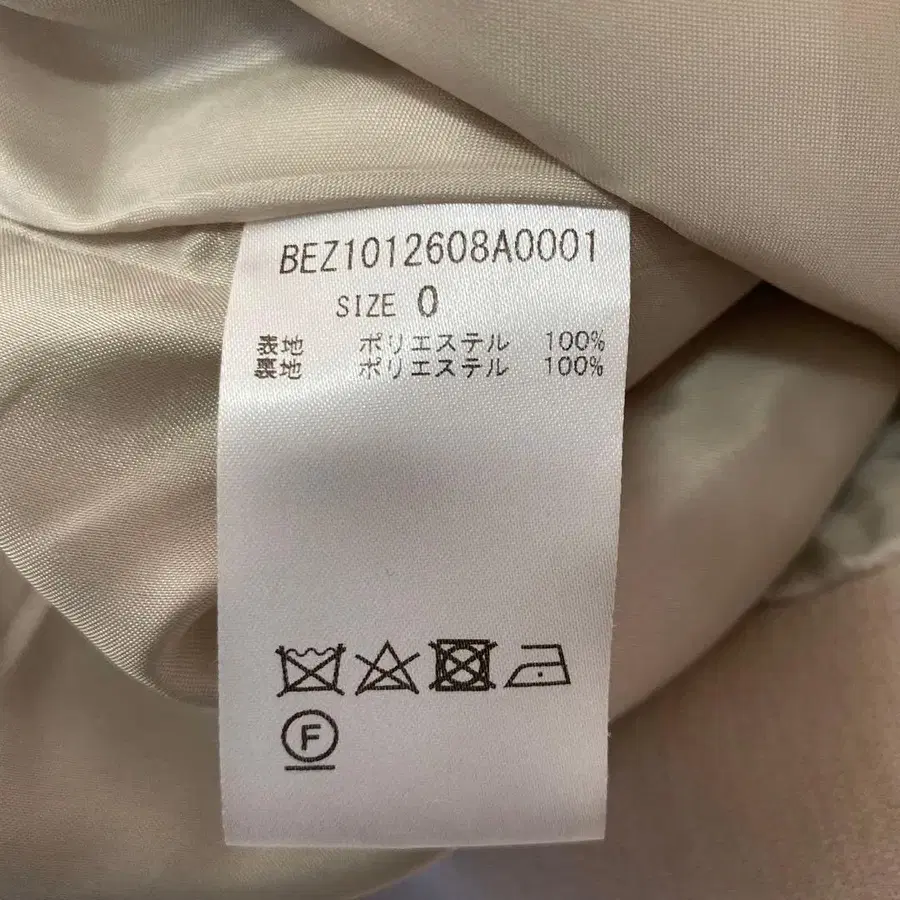 BEZ1012608A0001
SIZE 0
表地 ポリエステル 100%
裏地 ポリエステル 100%
F